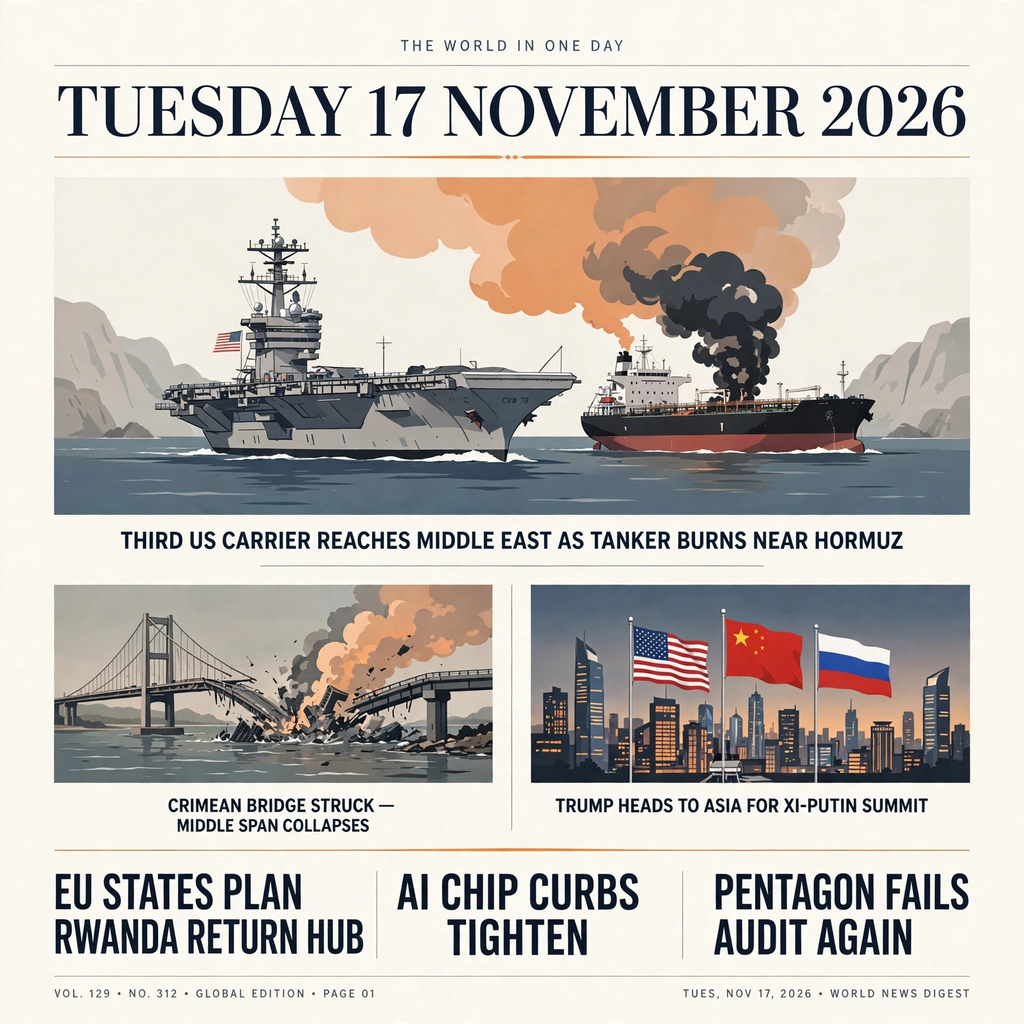 THE WORLD IN ONE DAY
TUESDAY 17 NOVEMBER 2026
CVN 78
THIRD US CARRIER REACHES MIDDLE EAST AS TANKER BURNS NEAR HORMUZ
CRIMEAN BRIDGE STRUCK —
MIDDLE SPAN COLLAPSES
TRUMP HEADS TO ASIA FOR XI-PUTIN SUMMIT
EU STATES PLAN
RWANDA RETURN HUB
AI CHIP CURBS
TIGHTEN
PENTAGON FAILS
AUDIT AGAIN
VOL. 129 • NO. 312 • GLOBAL EDITION • PAGE 01
TUES, NOV 17, 2026 • WORLD NEWS DIGEST